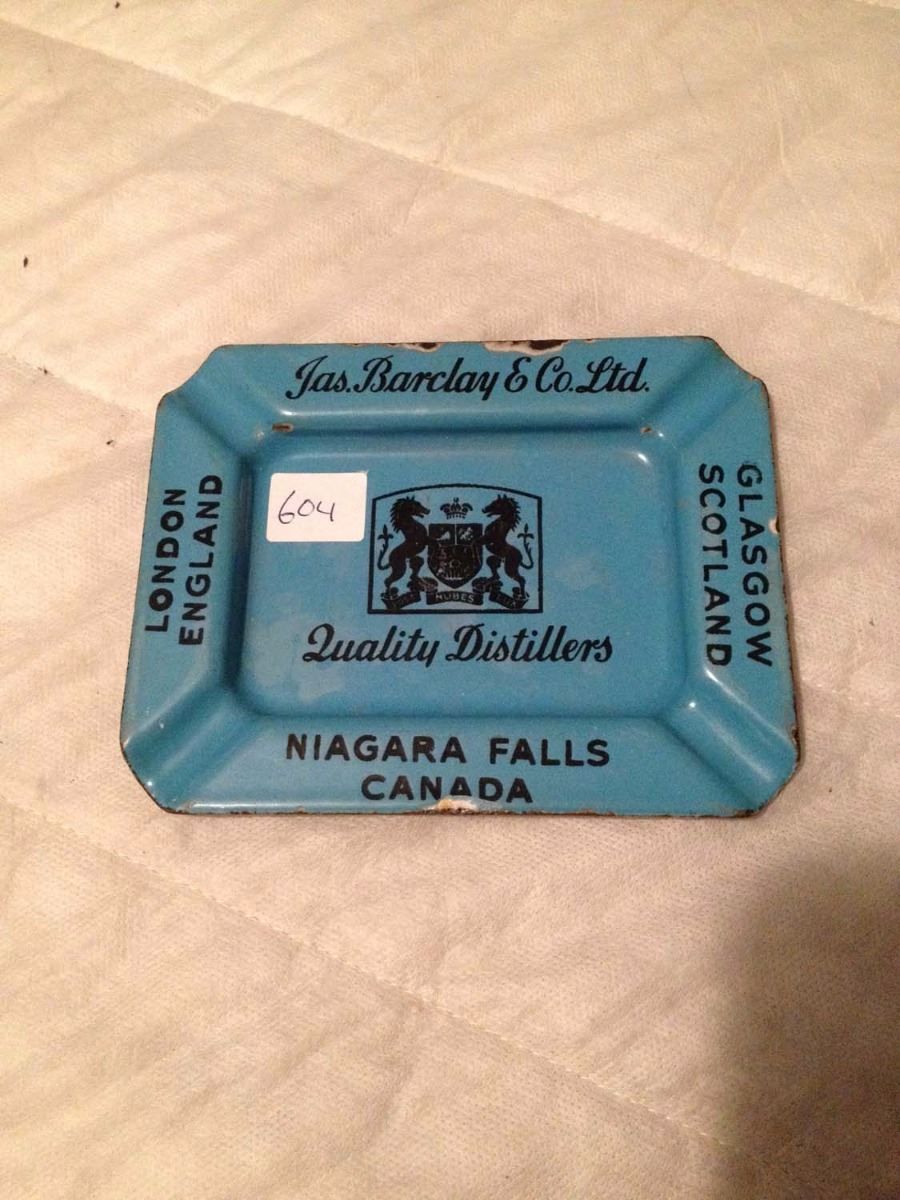 Jas. Barclay & Co. Ltd.
LONDON
ENGLAND
604
NUBES
Quality Distillers
GLASGOW
SCOTLAND
NIAGARA FALLS
CANADA